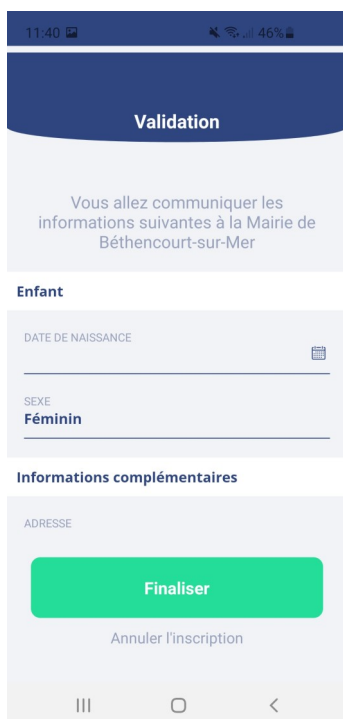 11:40 46%
Validation
Vous allez communiquer les
informations suivantes à la Mairie de
Béthencourt-sur-Mer
Enfant
DATE DE NAISSANCE
SEXE
Féminin
Informations complémentaires
ADRESSE
Finaliser
Annuler l'inscription